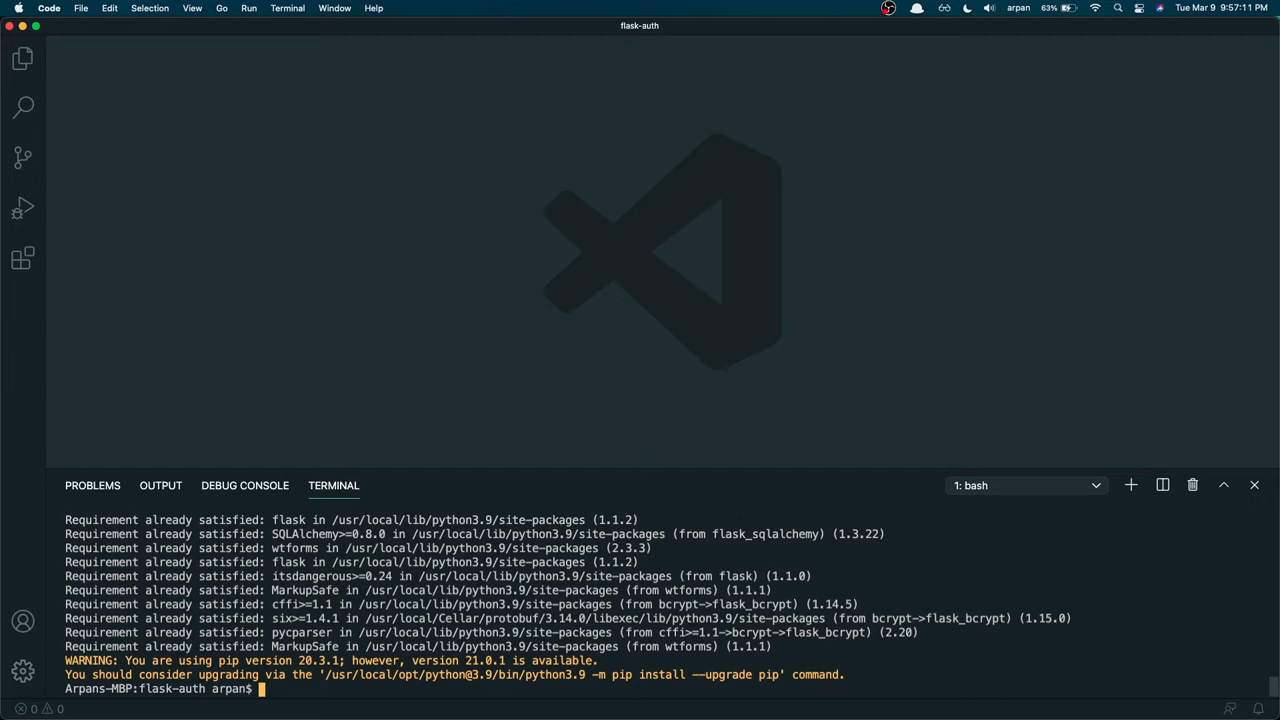 Code File Edit Selection View Go Run Terminal Window Help arpan 63% Tue Mar 9 9:57:11 PM
flask-auth
PROBLEMS OUTPUT DEBUG CONSOLE TERMINAL 1: bash
Requirement already satisfied: flask in /usr/local/lib/python3.9/site-packages (1.1.2)
Requirement already satisfied: SQLAlchemy>=0.8.0 in /usr/local/lib/python3.9/site-packages (from flask_sqlalchemy) (1.3.22)
Requirement already satisfied: wtforms in /usr/local/lib/python3.9/site-packages (2.3.3)
Requirement already satisfied: flask in /usr/local/lib/python3.9/site-packages (1.1.2)
Requirement already satisfied: itsdangerous>=0.24 in /usr/local/lib/python3.9/site-packages (from flask) (1.1.0)
Requirement already satisfied: MarkupSafe in /usr/local/lib/python3.9/site-packages (from wtforms) (1.1.1)
Requirement already satisfied: cffi>=1.1 in /usr/local/lib/python3.9/site-packages (from bcrypt->flask_bcrypt) (1.14.5)
Requirement already satisfied: six>=1.4.1 in /usr/local/Cellar/protobuf/3.14.0/libexec/lib/python3.9/site-packages (from bcrypt->flask_bcrypt) (1.15.0)
Requirement already satisfied: pycparser in /usr/local/lib/python3.9/site-packages (from cffi>=1.1->bcrypt->flask_bcrypt) (2.20)
Requirement already satisfied: MarkupSafe in /usr/local/lib/python3.9/site-packages (from wtforms) (1.1.1)
WARNING: You are using pip version 20.3.1; however, version 21.0.1 is available.
You should consider upgrading via the '/usr/local/opt/python@3.9/bin/python3.9 -m pip install --upgrade pip' command.
Arpans-MBP:flask-auth arpan$
0 0